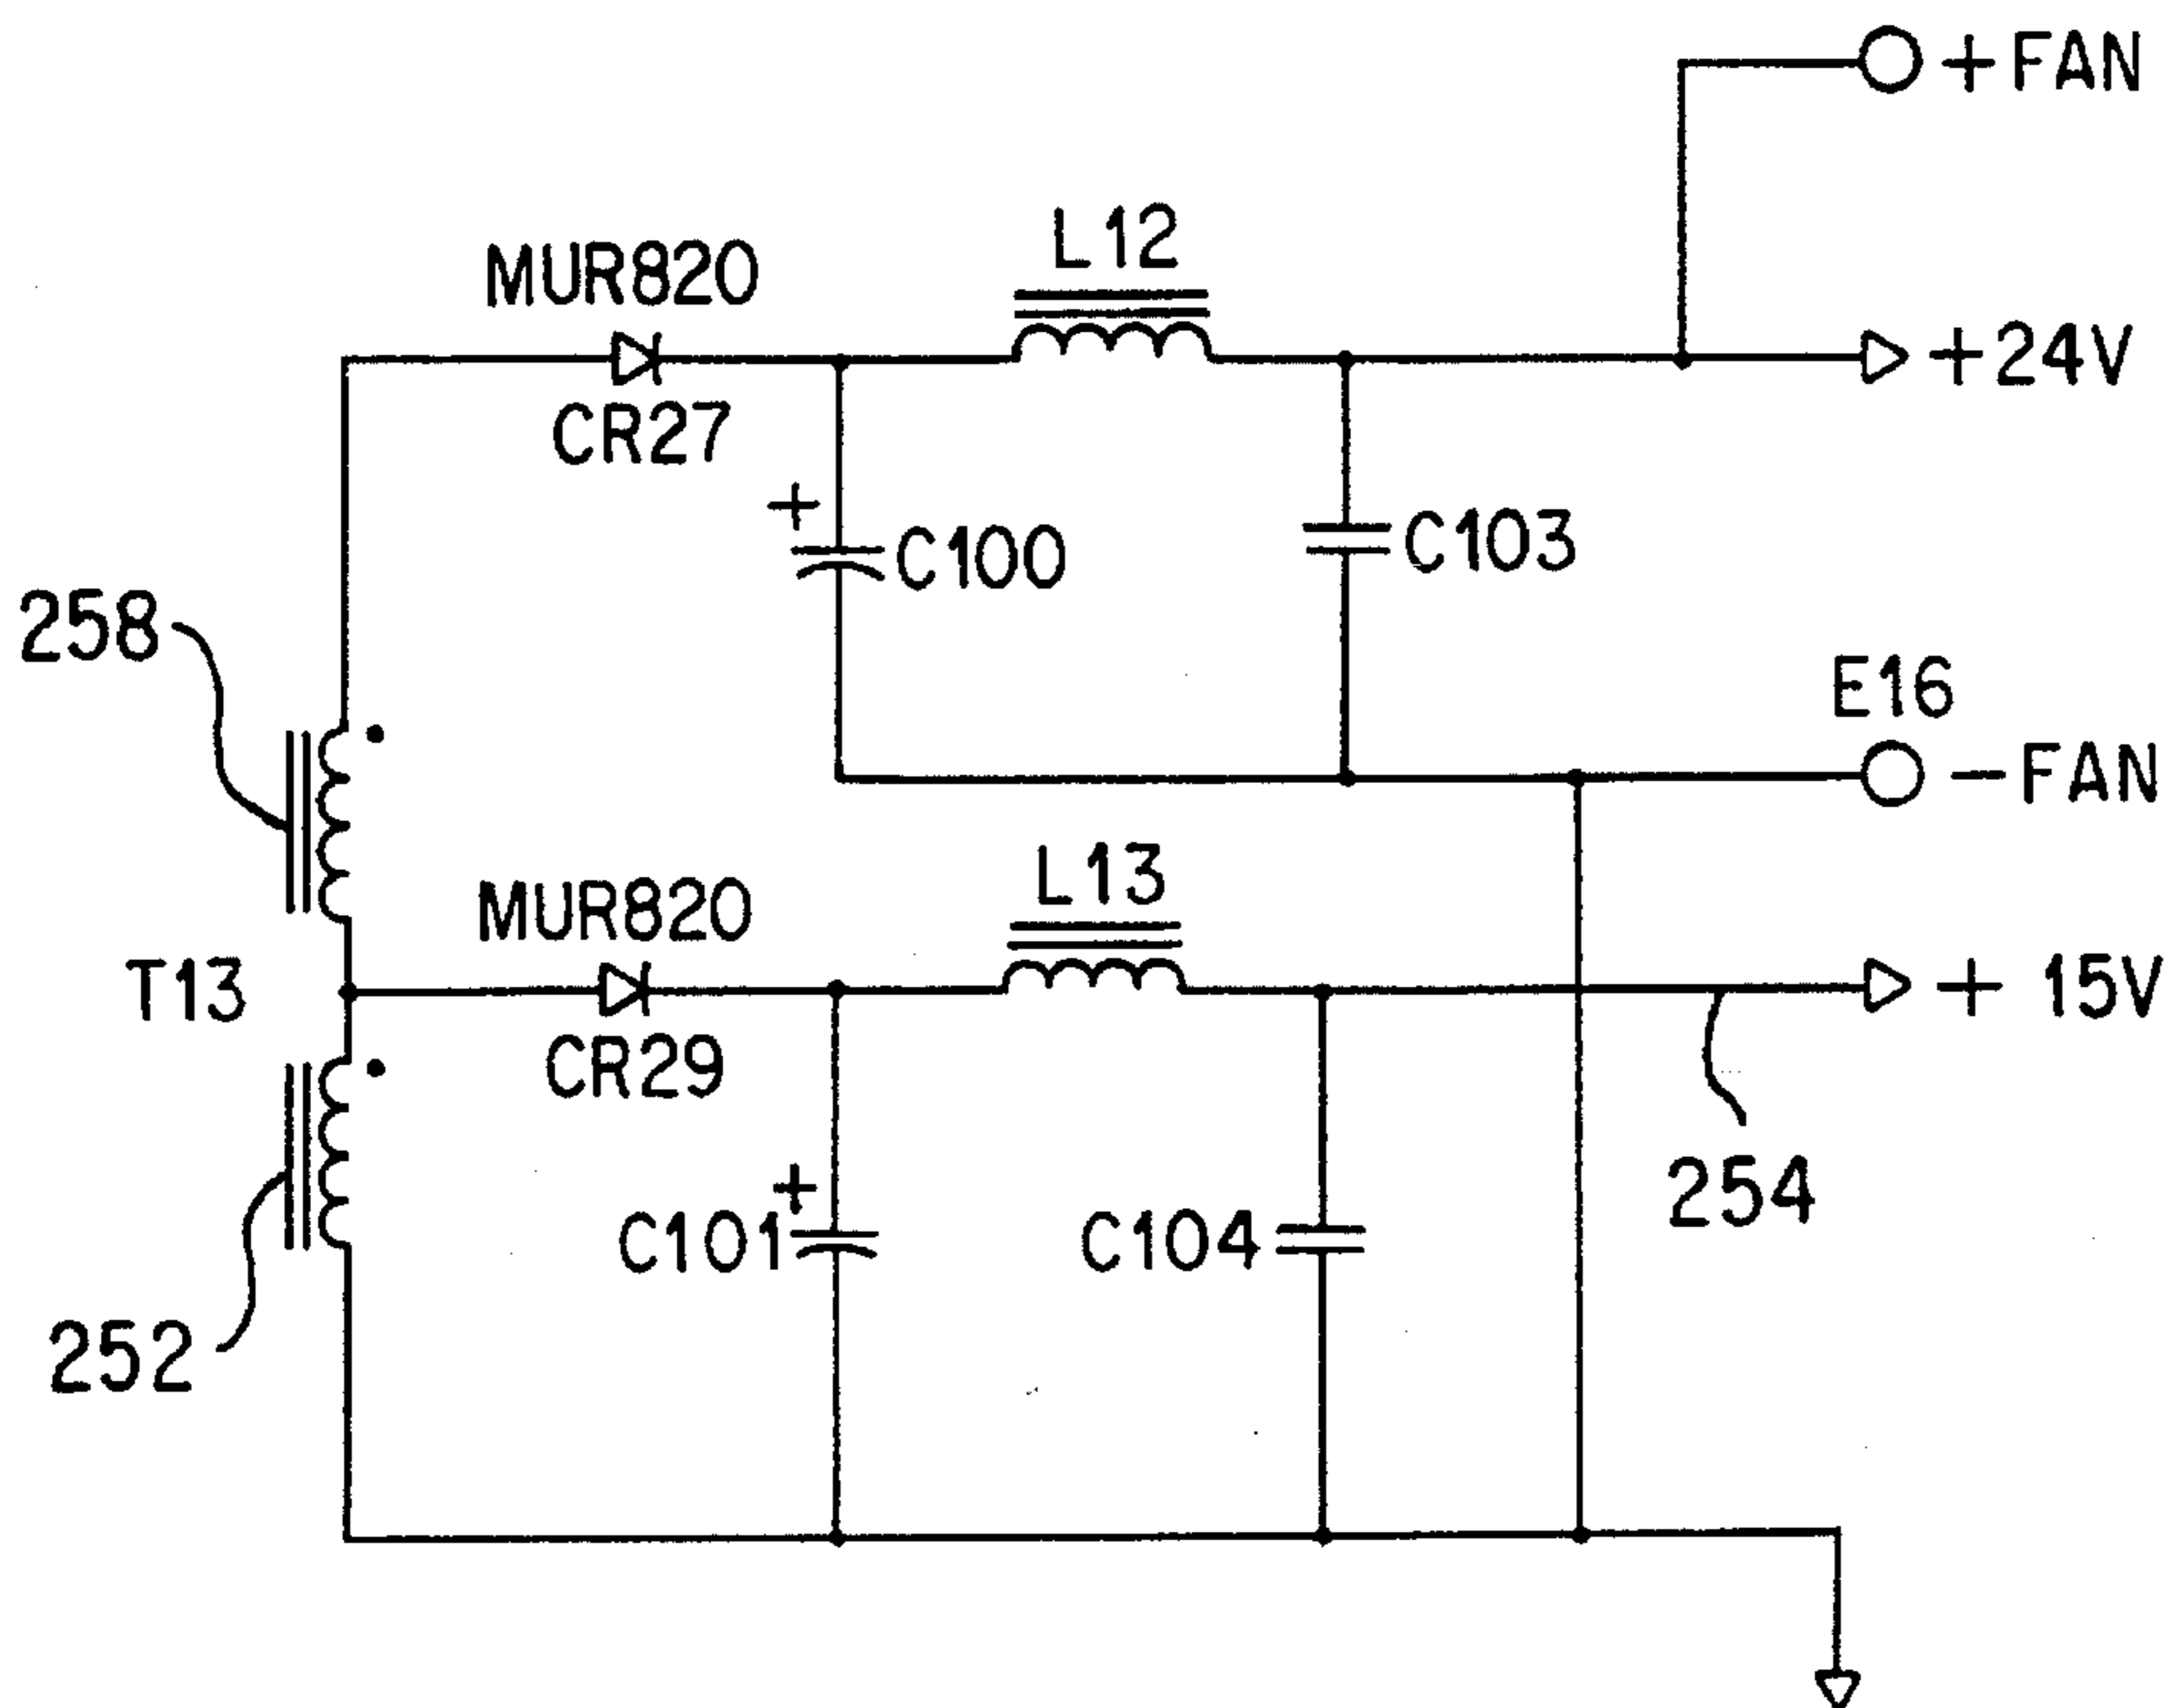 +FAN
L12
MUR820
+24V
CR27
+
C100
C103
258
E16
-FAN
L13
MUR820
T13
+ 15V
CR29
254
+
C101
C104
252